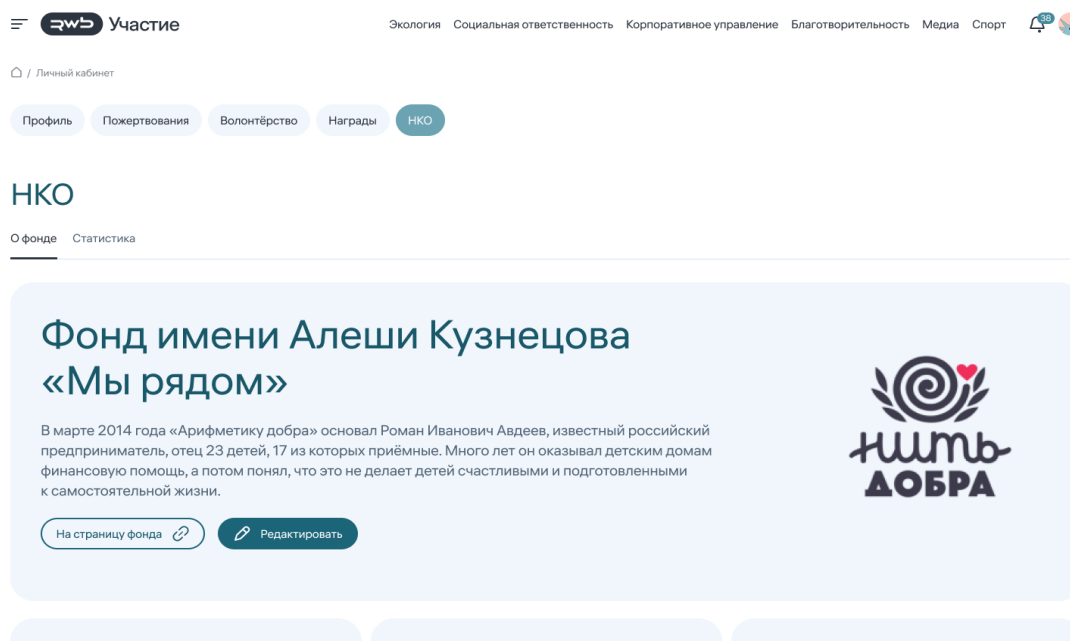 RWB Участие
Экология Социальная ответственность Корпоративное управление Благотворительность Медиа Спорт 38
/ Личный кабинет
Профиль Пожертвования Волонтёрство Награды НКО
НКО
О фонде Статистика
Фонд имени Алеши Кузнецова
«Мы рядом»
В марте 2014 года «Арифметику добра» основал Роман Иванович Авдеев, известный российский
предприниматель, отец 23 детей, 17 из которых приёмные. Много лет он оказывал детским домам
финансовую помощь, а потом понял, что это не делает детей счастливыми и подготовленными
к самостоятельной жизни.
На страницу фонда Редактировать
нить
ДОБРА